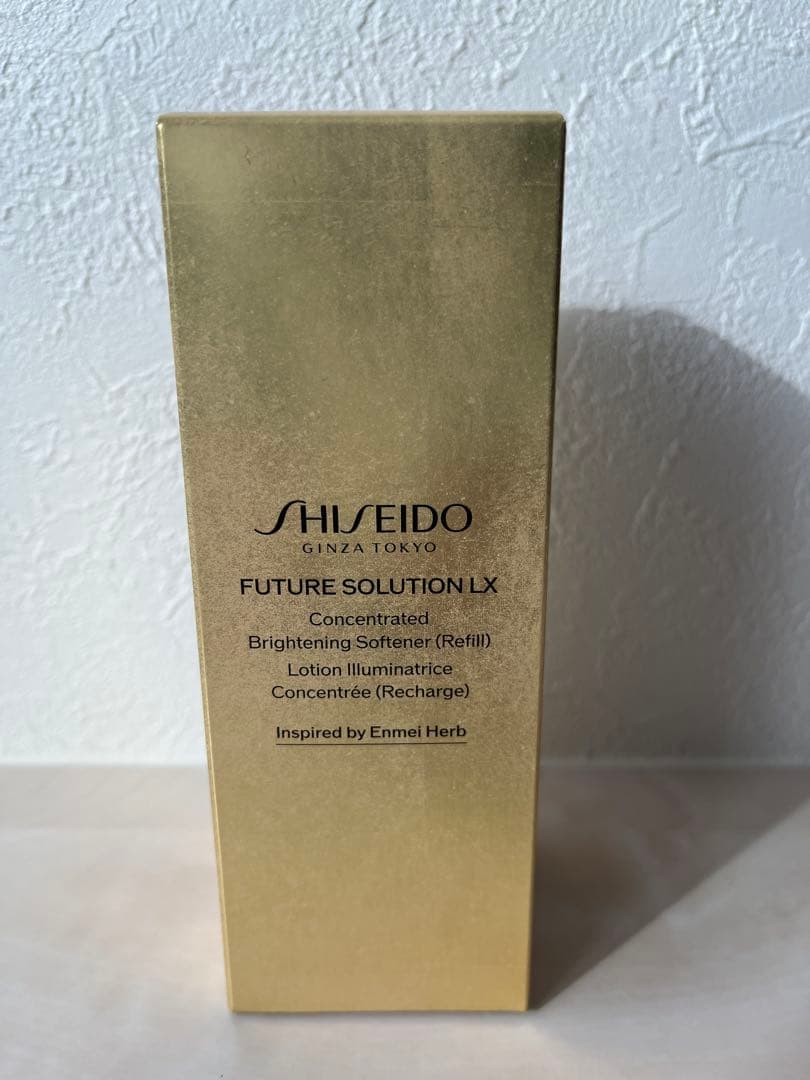 SHISEIDO
GINZA TOKYO
FUTURE SOLUTION LX
Concentrated
Brightening Softener (Refill)
Lotion Illuminatrice
Concentrée (Recharge)
Inspired by Enmei Herb